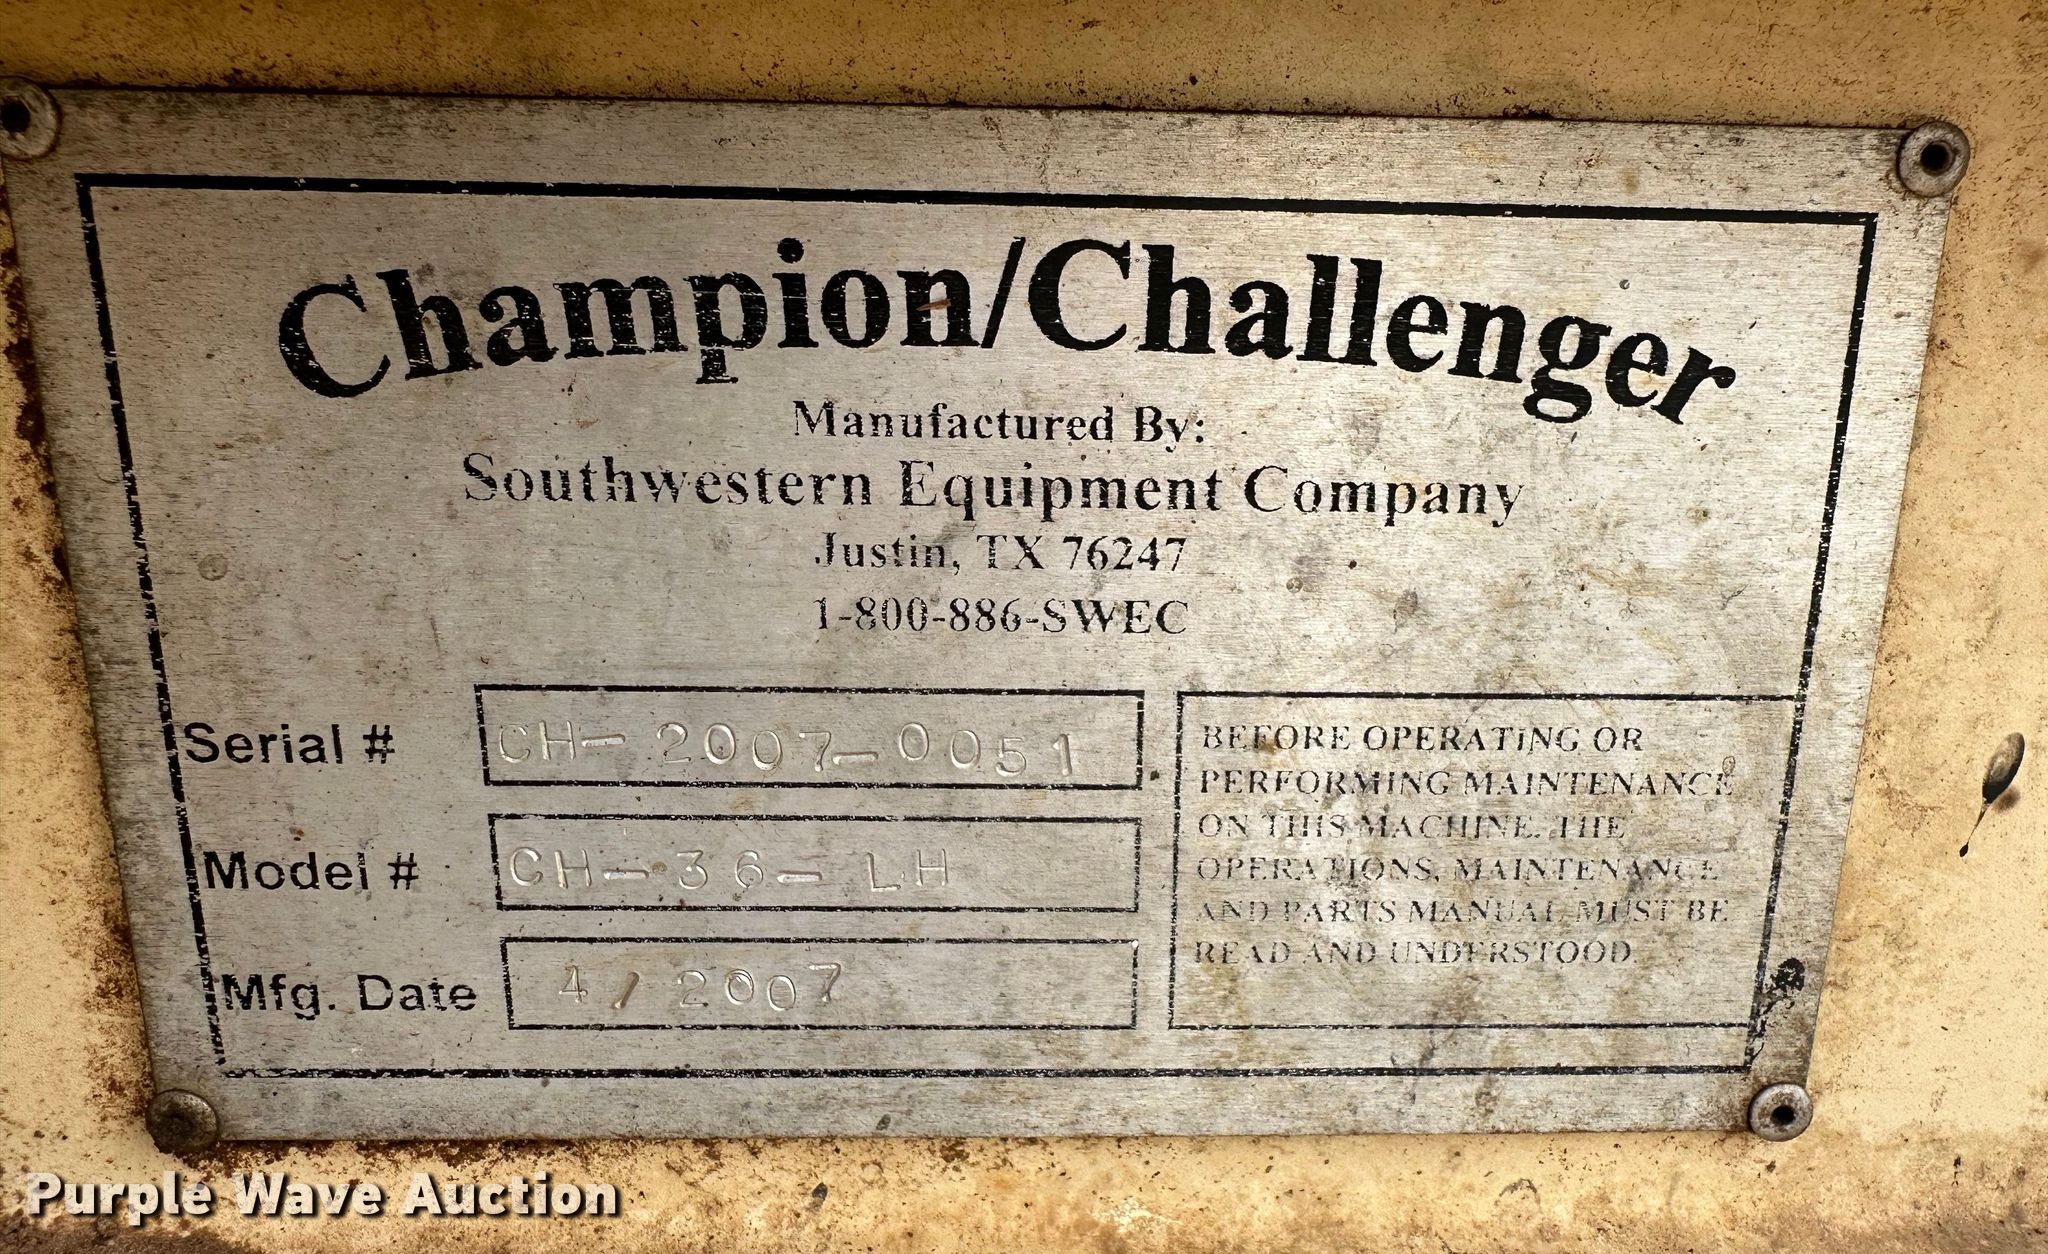 Champion/Challenger
Manufactured By:
Southwestern Equipment Company
Justin, TX 76247
1-800-886-SWEC
Serial # CH-2007-0051
Model # CH-36-LH
Mfg. Date 4/2007
BEFORE OPERATING OR
PERFORMING MAINTENANCE
ON THIS MACHINE. THE
OPERATIONS, MAINTENANCE
AND PARTS MANUAL MUST BE
READ AND UNDERSTOOD.
Purple Wave Auction